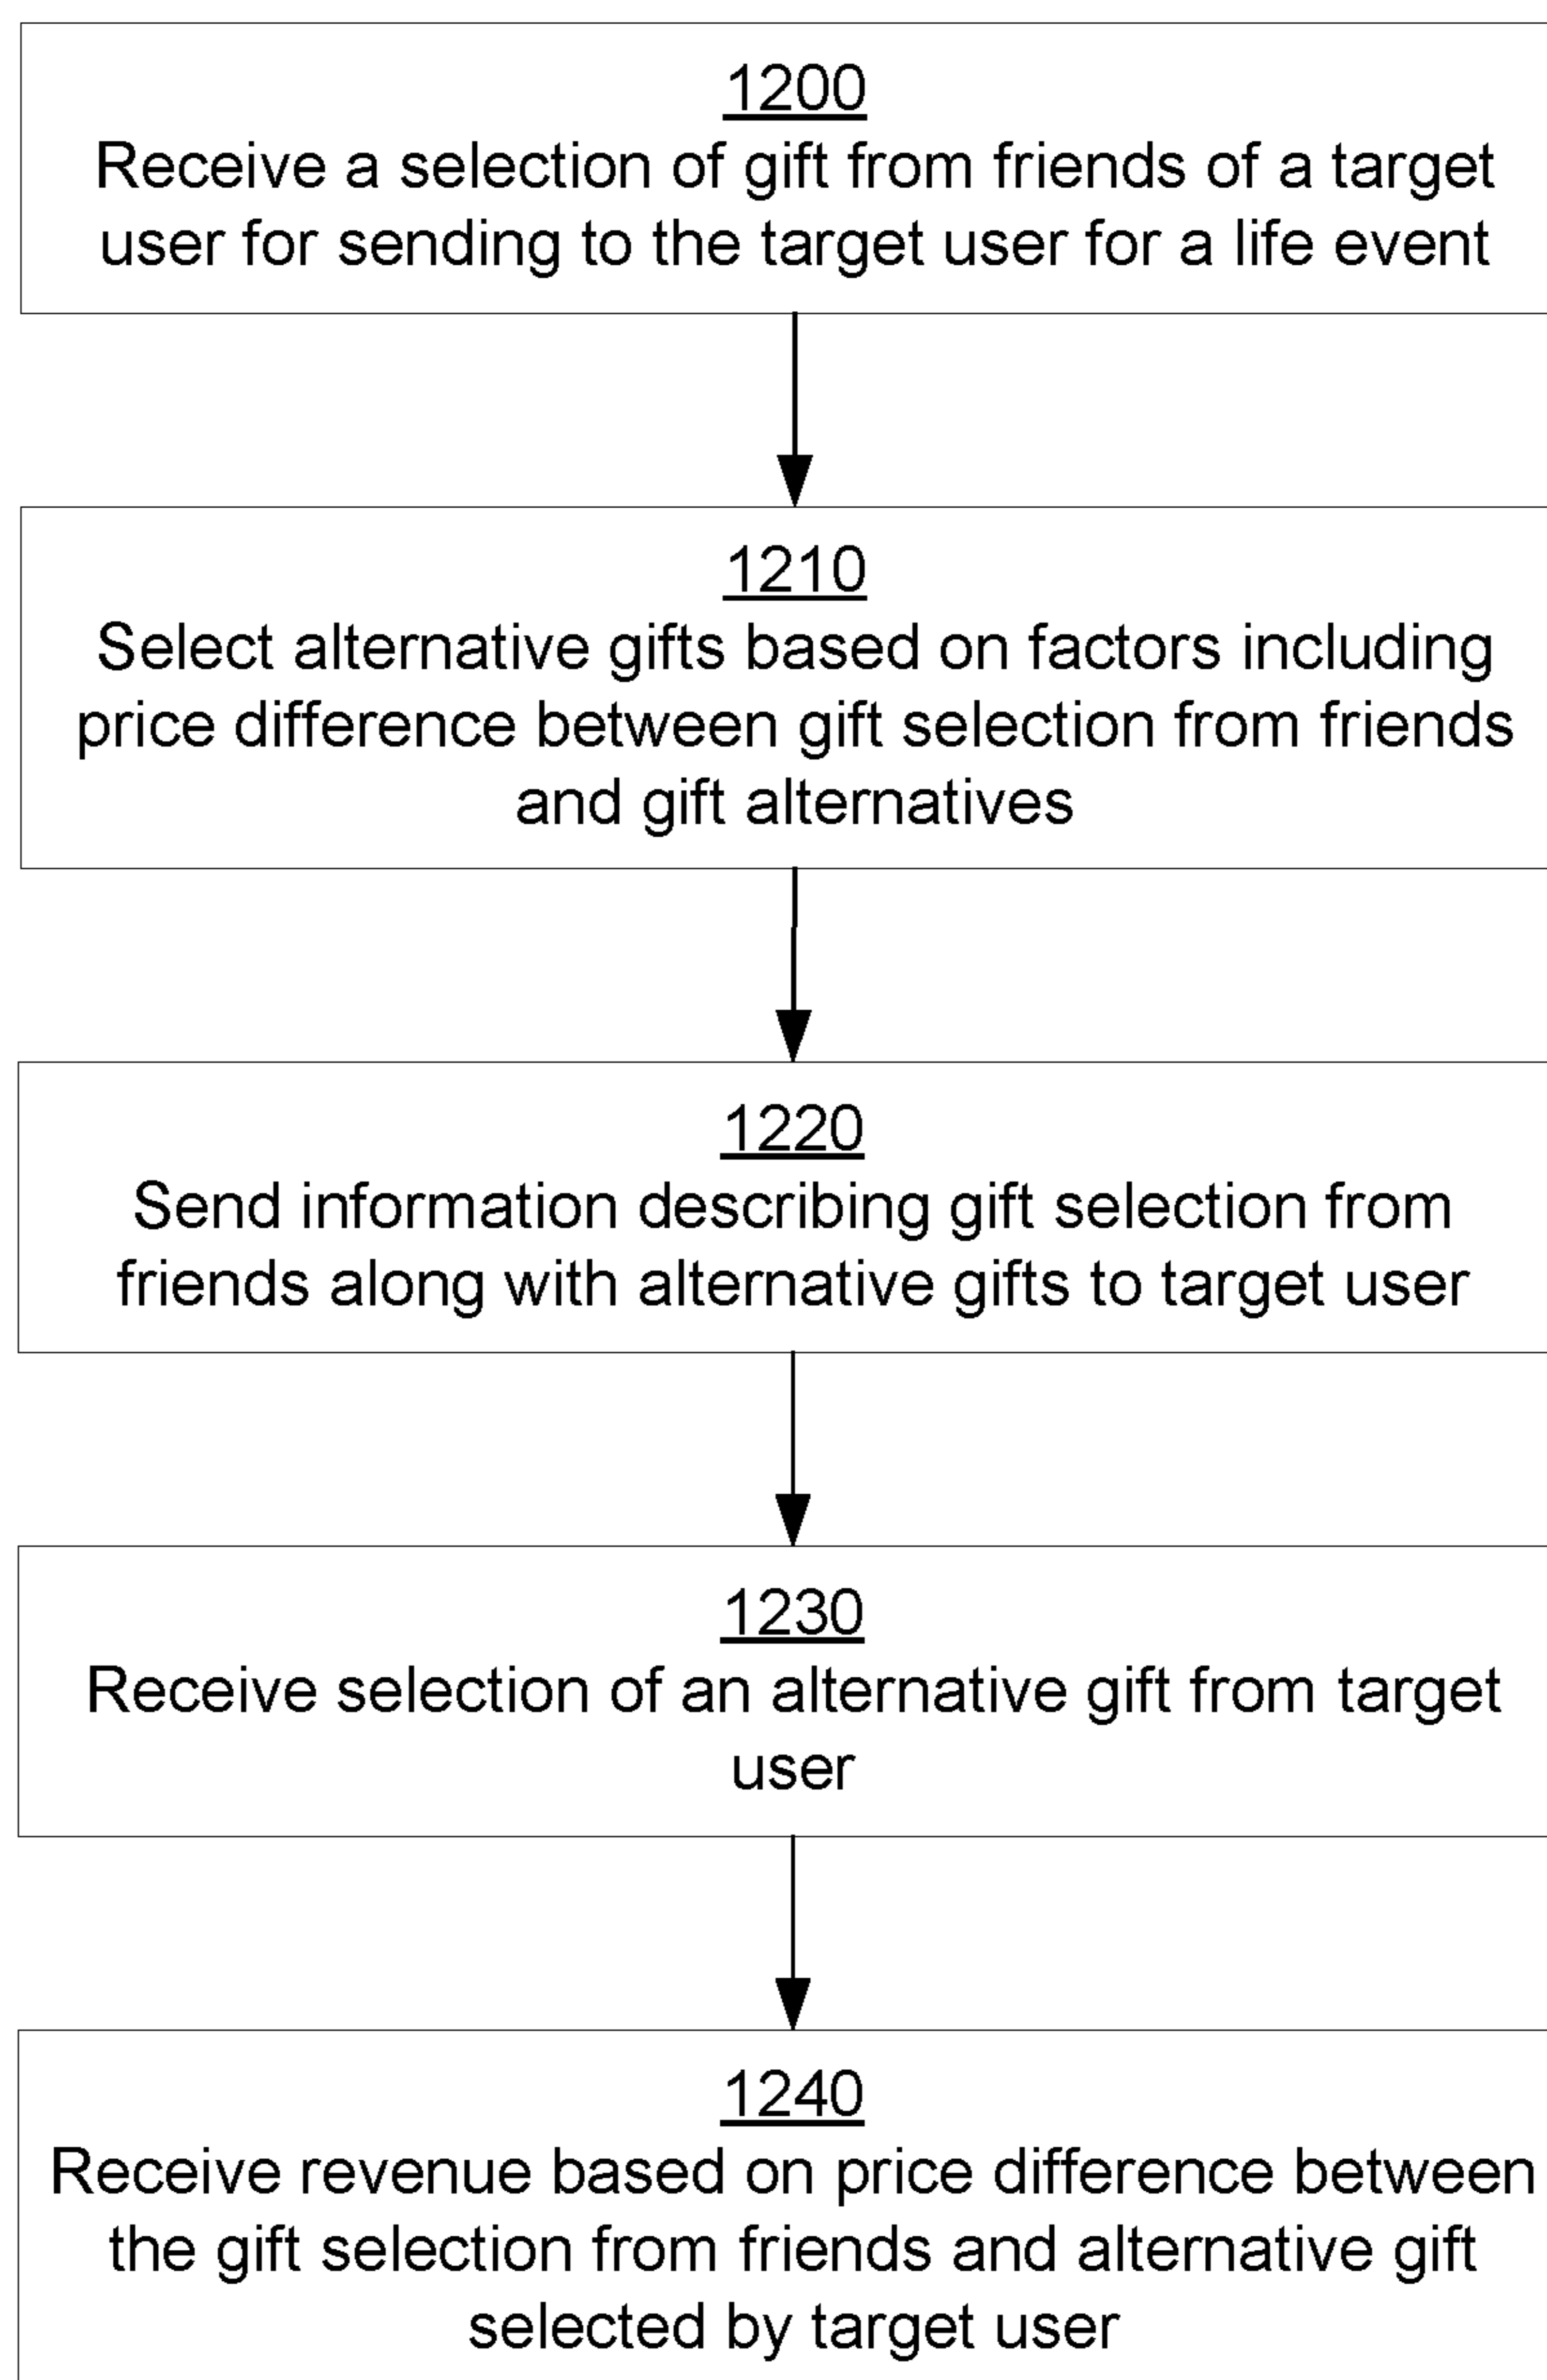 1200
Receive a selection of gift from friends of a target
user for sending to the target user for a life event
1210
Select alternative gifts based on factors including
price difference between gift selection from friends
and gift alternatives
1220
Send information describing gift selection from
friends along with alternative gifts to target user
1230
Receive selection of an alternative gift from target
user
1240
Receive revenue based on price difference between
the gift selection from friends and alternative gift
selected by target user